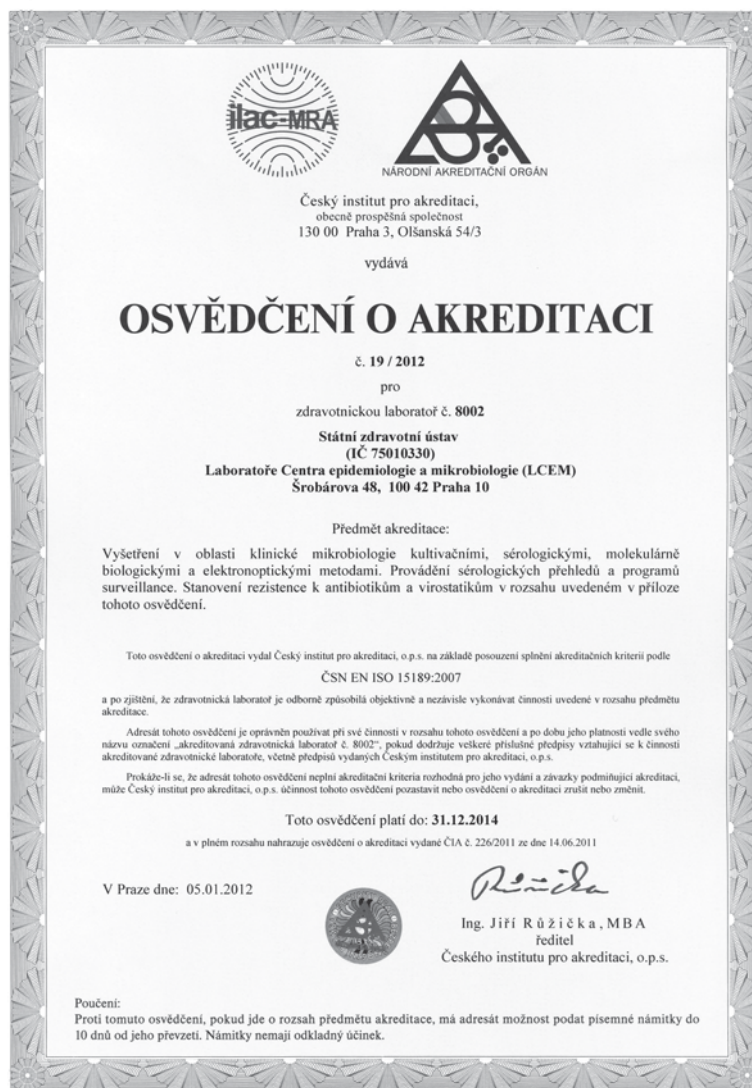 ilac-MRA
NÁRODNÍ AKREDITAČNÍ ORGÁN
Český institut pro akreditaci,
obecně prospěšná společnost
130 00 Praha 3, Olšanská 54/3
vydává
OSVĚDČENÍ O AKREDITACI
č. 19 / 2012
pro
zdravotnickou laboratoř č. 8002
Státní zdravotní ústav
(IČ 75010330)
Laboratoře Centra epidemiologie a mikrobiologie (LCEM)
Šrobárova 48, 100 42 Praha 10
Předmět akreditace:
Vyšetření v oblasti klinické mikrobiologie kultivačními, sérologickými, molekulárně
biologickými a elektronoptickými metodami. Provádění sérologických přehledů a programů
surveillance. Stanovení rezistence k antibiotikům a virostatikům v rozsahu uvedeném v příloze
tohoto osvědčení.
Toto osvědčení o akreditaci vydal Český institut pro akreditaci, o.p.s. na základě posouzení splnění akreditačních kriterií podle
ČSN EN ISO 15189:2007
a po zjištění, že zdravotnická laboratoř je odborně způsobilá objektivně a nezávisle vykonávat činnosti uvedené v rozsahu předmětu
akreditace.
Adresát tohoto osvědčení je oprávněn používat při své činnosti v rozsahu tohoto osvědčení a po dobu jeho platnosti vedle svého
názvu označení „akreditovaná zdravotnická laboratoř č. 8002“, pokud dodržuje veškeré příslušné předpisy vztahující se k činnosti
akreditované zdravotnické laboratoře, včetně předpisů vydaných Českým institutem pro akreditaci, o.p.s.
Prokáže-li se, že adresát tohoto osvědčení neplní akreditační kriteria rozhodná pro jeho vydání a závazky podmiňující akreditaci,
může Český institut pro akreditaci, o.p.s. účinnost tohoto osvědčení pozastavit nebo osvědčení o akreditaci zrušit nebo změnit.
Toto osvědčení platí do: 31.12.2014
a v plném rozsahu nahrazuje osvědčení o akreditaci vydané ČIA č. 226/2011 ze dne 14.06.2011
V Praze dne: 05.01.2012
Růžička
Ing. Jiří Růžička, MBA
ředitel
Českého institutu pro akreditaci, o.p.s.
Poučení:
Proti tomuto osvědčení, pokud jde o rozsah předmětu akreditace, má adresát možnost podat písemné námitky do
10 dnů od jeho převzetí. Námitky nemají odkladný účinek.